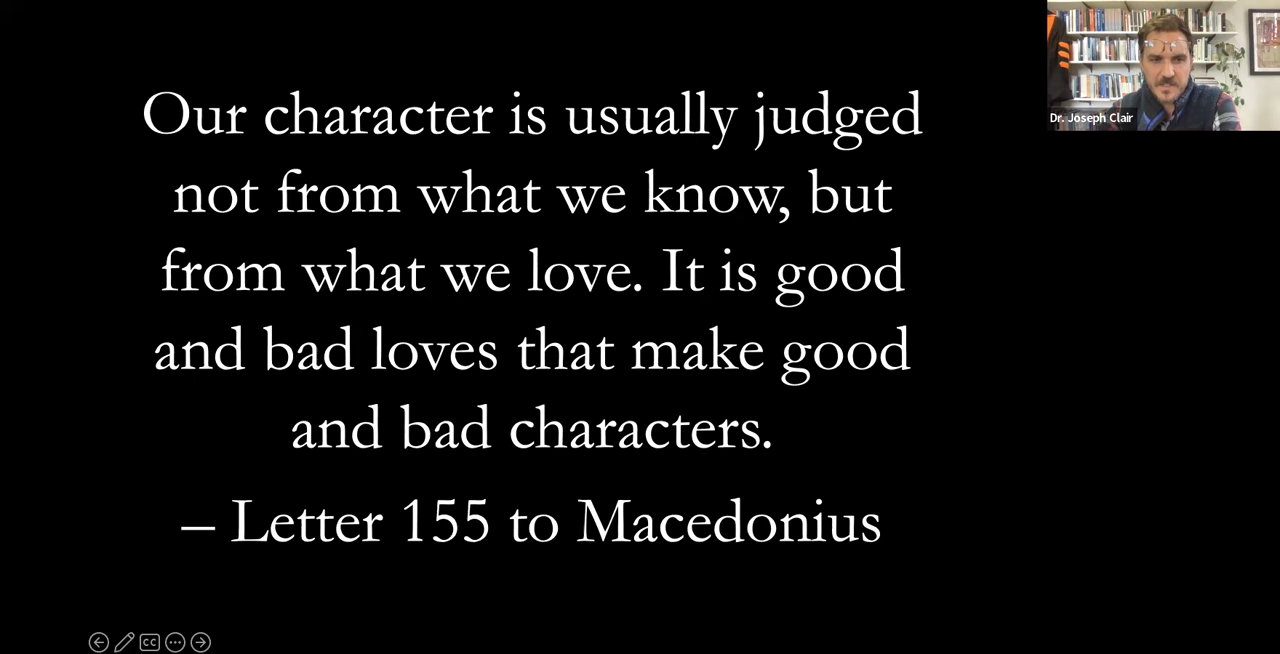 Our character is usually judged
not from what we know, but
from what we love. It is good
and bad loves that make good
and bad characters.
– Letter 155 to Macedonius
Dr. Joseph Clair
CC